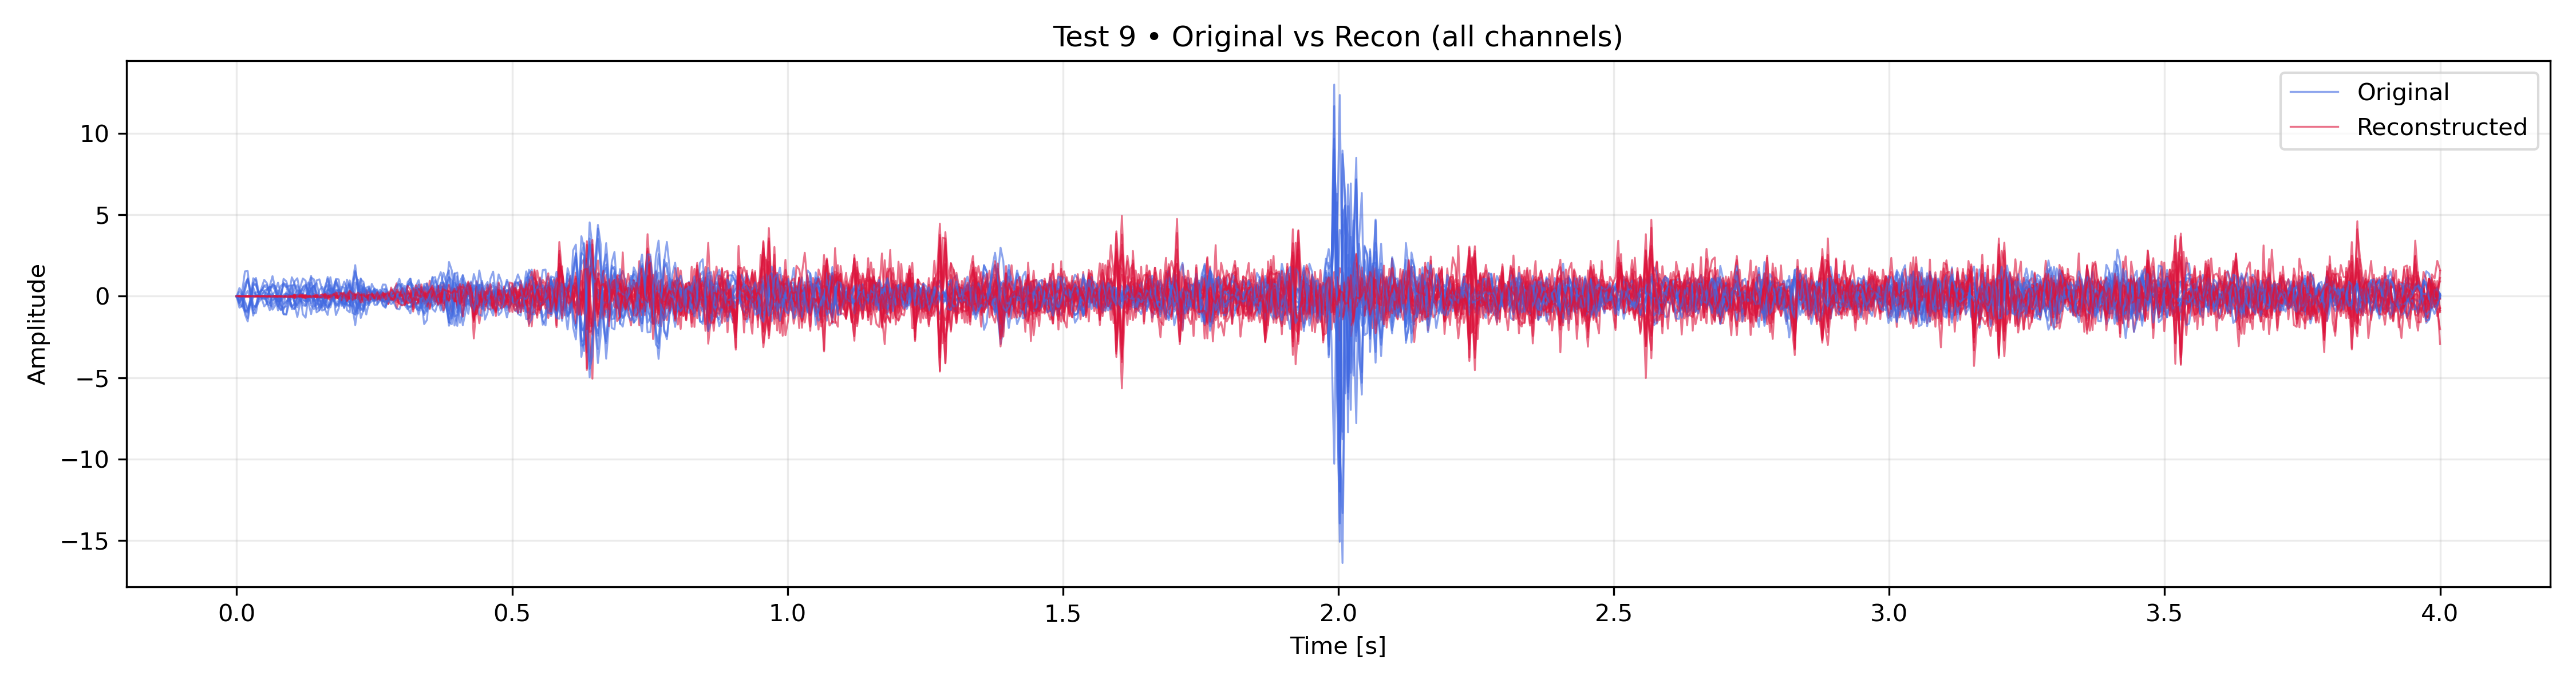 Test 9 • Original vs Recon (all channels)
Original
Reconstructed
Amplitude
10
5
0
−5
−10
−15
0.0 0.5 1.0 1.5 2.0 2.5 3.0 3.5 4.0
Time [s]